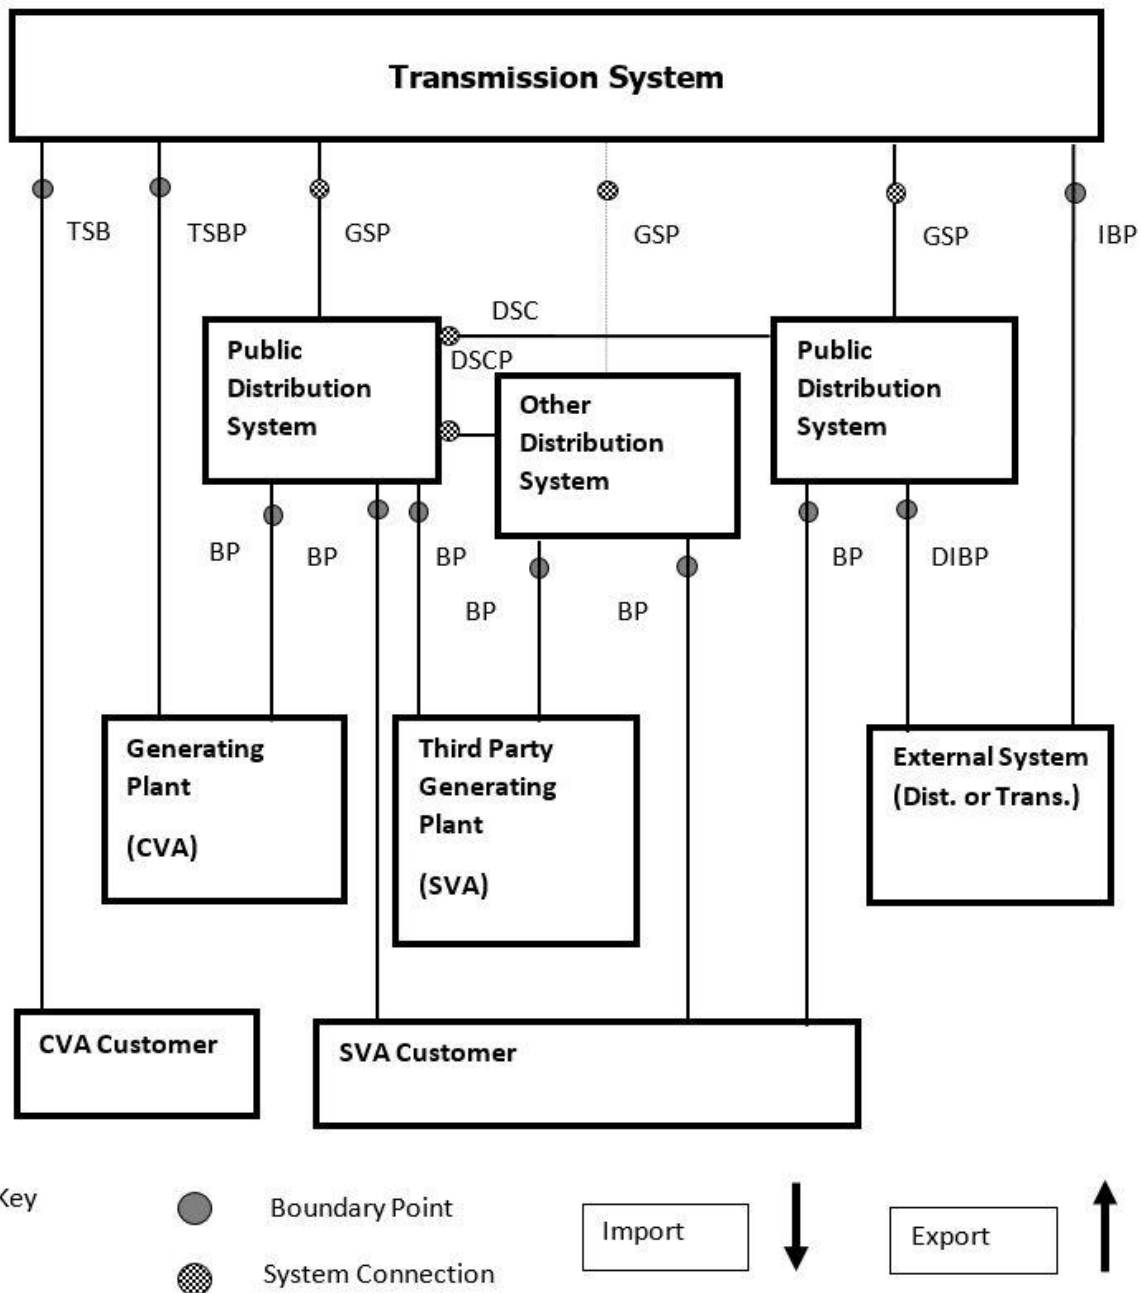 Transmission System
TSB
TSBP
GSP
GSP
GSP
IBP
DSC
DSCP
Public
Distribution
System
Other
Distribution
System
Public
Distribution
System
BP
BP
BP
BP
BP
BP
DIBP
Generating
Plant
(CVA)
Third Party
Generating
Plant
(SVA)
External System
(Dist. or Trans.)
CVA Customer
SVA Customer
Key
Boundary Point
System Connection
Import
Export